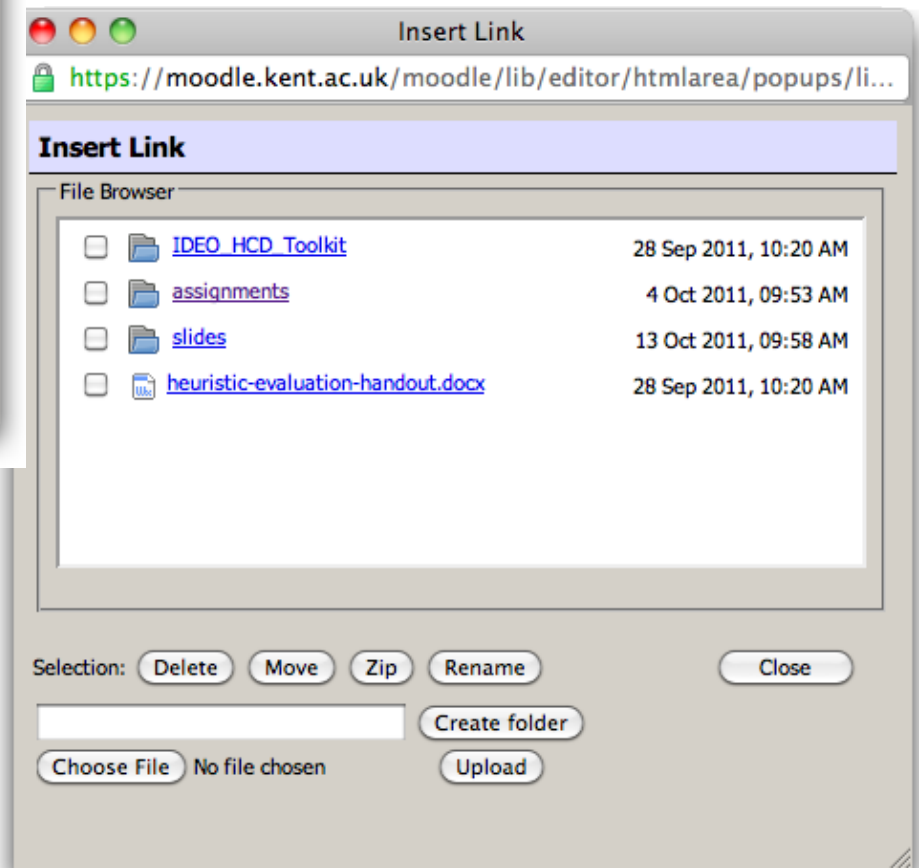 Insert Link
https://moodle.kent.ac.uk/moodle/lib/editor/htmlarea/popups/li...
Insert Link
File Browser
IDEO_HCD_Toolkit 28 Sep 2011, 10:20 AM
assignments 4 Oct 2011, 09:53 AM
slides 13 Oct 2011, 09:58 AM
heuristic-evaluation-handout.docx 28 Sep 2011, 10:20 AM
Selection: Delete Move Zip Rename Close
Create folder
Choose File No file chosen Upload